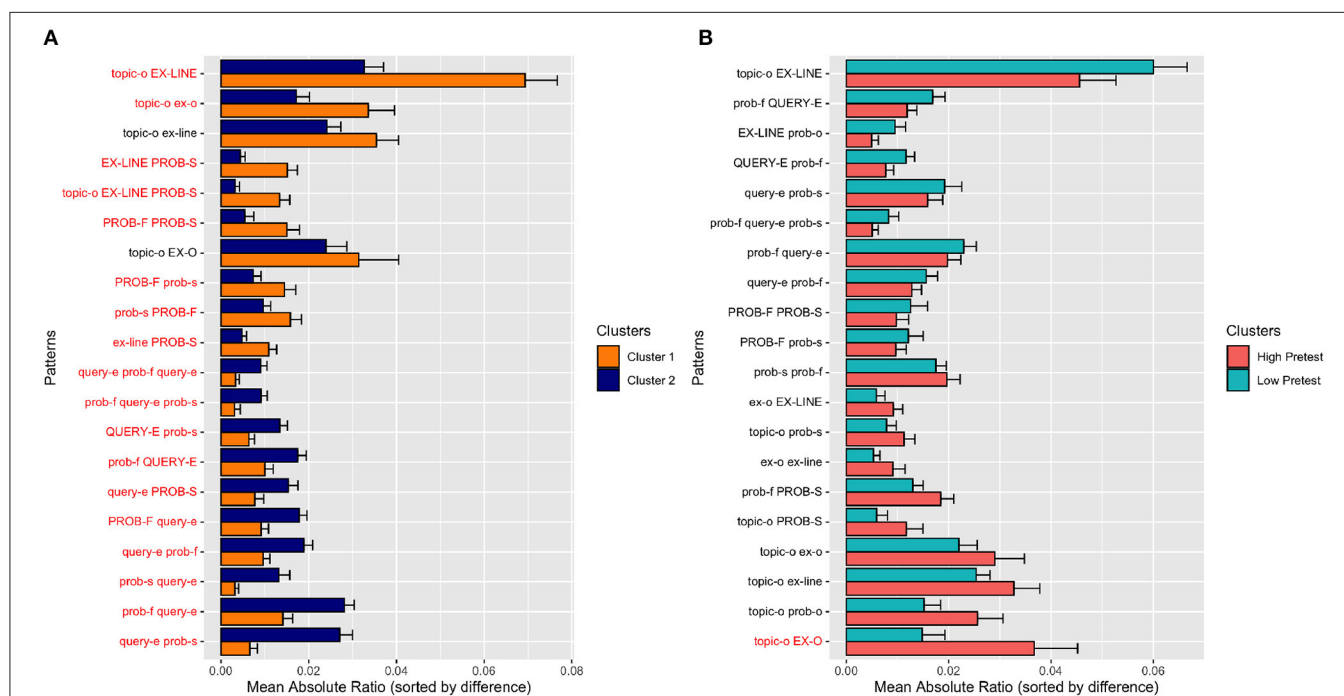 A
topic-o EX-LINE
topic-o ex-o
topic-o ex-line
EX-LINE PROB-S
topic-o EX-LINE PROB-S
PROB-F PROB-S
topic-o EX-O
PROB-F prob-s
prob-s PROB-F
ex-line PROB-S
query-e prob-f query-e
prob-f query-e prob-s
QUERY-E prob-s
prob-f QUERY-E
query-e PROB-S
PROB-F query-e
query-e prob-f
prob-s query-e
prob-f query-e
query-e prob-s
Patterns
0.00 0.02 0.04 0.06 0.08
Mean Absolute Ratio (sorted by difference)
Clusters
Cluster 1
Cluster 2
B
topic-o EX-LINE
prob-f QUERY-E
EX-LINE prob-o
QUERY-E prob-f
query-e prob-s
prob-f query-e prob-s
prob-f query-e
query-e prob-f
PROB-F PROB-S
PROB-F prob-s
prob-s prob-f
ex-o EX-LINE
topic-o prob-s
ex-o ex-line
prob-f PROB-S
topic-o PROB-S
topic-o ex-o
topic-o ex-line
topic-o prob-o
topic-o EX-O
Patterns
0.00 0.02 0.04 0.06
Mean Absolute Ratio (sorted by difference)
Clusters
High Pretest
Low Pretest